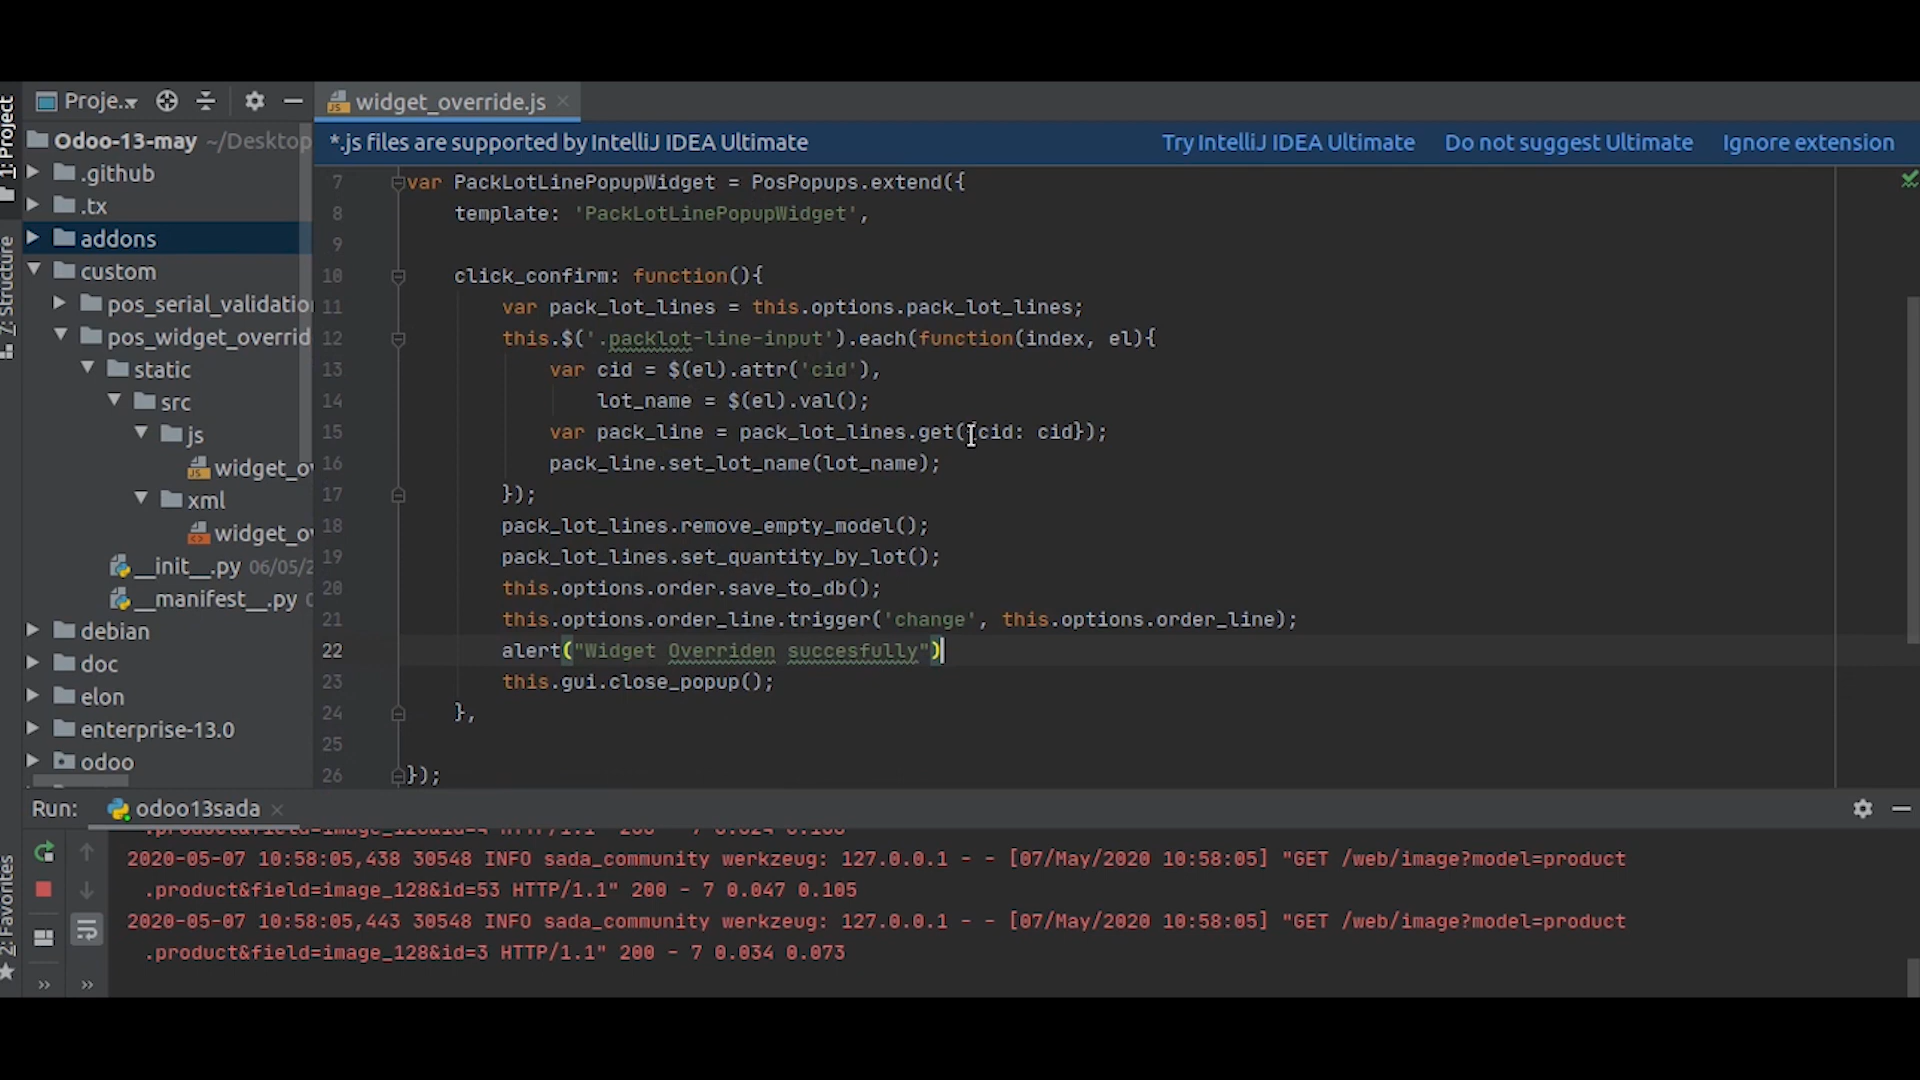 1: Project
Proje..
widget_override.js
Odoo-13-may ~/Desktop
*.js files are supported by IntelliJ IDEA Ultimate
Try IntelliJ IDEA Ultimate
Do not suggest Ultimate
Ignore extension
.github
.tx
addons
custom
pos_serial_validatio
pos_widget_overrid
static
src
js
widget_o
xml
widget_o
__init__.py 06/05/2
__manifest__.py
debian
doc
elon
enterprise-13.0
odoo
7: Structure
7 var PackLotLinePopupWidget = PosPopups.extend({
8 template: 'PackLotLinePopupWidget',
9
10 click_confirm: function(){
11 var pack_lot_lines = this.options.pack_lot_lines;
12 this.$('.packlot-line-input').each(function(index, el){
13 var cid = $(el).attr('cid'),
14 lot_name = $(el).val();
15 var pack_line = pack_lot_lines.get({cid: cid});
16 pack_line.set_lot_name(lot_name);
17 });
18 pack_lot_lines.remove_empty_model();
19 pack_lot_lines.set_quantity_by_lot();
20 this.options.order.save_to_db();
21 this.options.order_line.trigger('change', this.options.order_line);
22 alert("Widget Overriden succesfully")
23 this.gui.close_popup();
24 },
25
26 });
Run: odoo13sada
2: Favorites
2020-05-07 10:58:05,438 30548 INFO sada_community werkzeug: 127.0.0.1 - - [07/May/2020 10:58:05] "GET /web/image?model=product
.product&field=image_128&id=53 HTTP/1.1" 200 - 7 0.047 0.105
2020-05-07 10:58:05,443 30548 INFO sada_community werkzeug: 127.0.0.1 - - [07/May/2020 10:58:05] "GET /web/image?model=product
.product&field=image_128&id=3 HTTP/1.1" 200 - 7 0.034 0.073